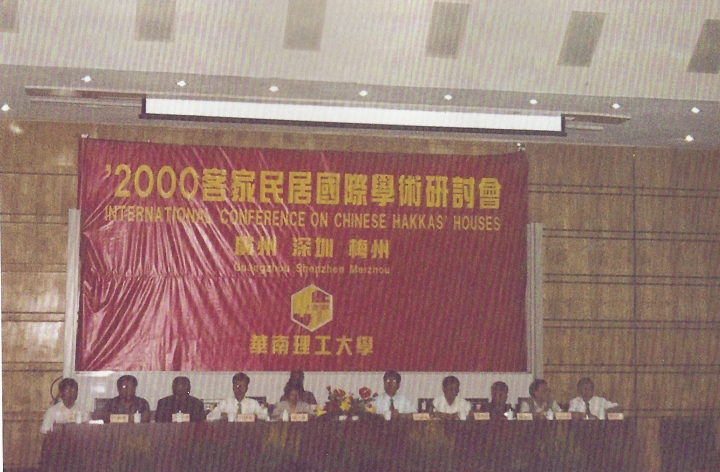 '2000客家民居國際學術研討會
INTERNATIONAL CONFERENCE ON CHINESE HAKKAS' HOUSES
廣州 深圳 梅州
Guangzhou Shenzhen Meizhou
華南理工大學